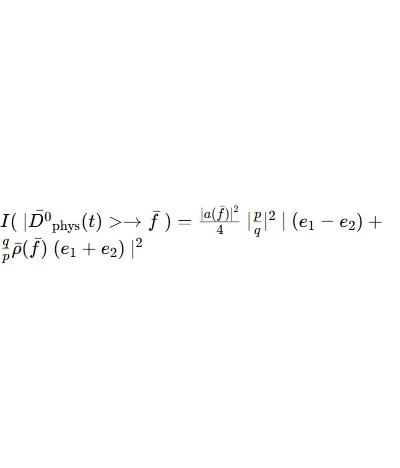 I( |D̄⁰_phys(t) >→ f̄ ) = |a(f̄)|²/4 |p/q|² | (e₁ − e₂) +
q/p ρ̄(f̄) (e₁ + e₂) |²